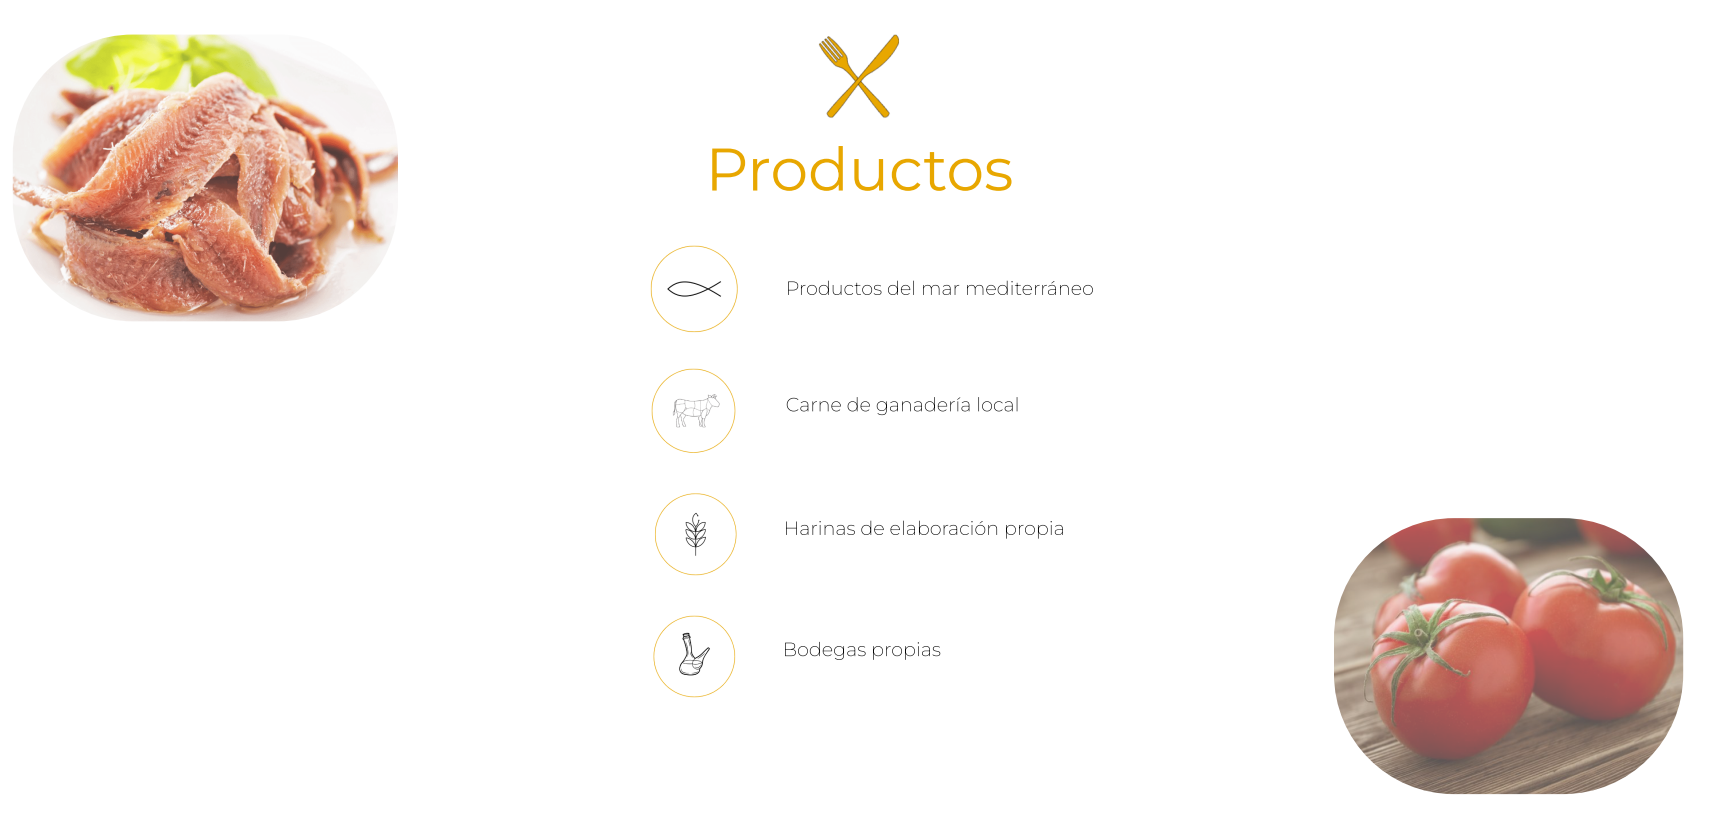 Productos
Productos del mar mediterráneo
Carne de ganadería local
Harinas de elaboración propia
Bodegas propias